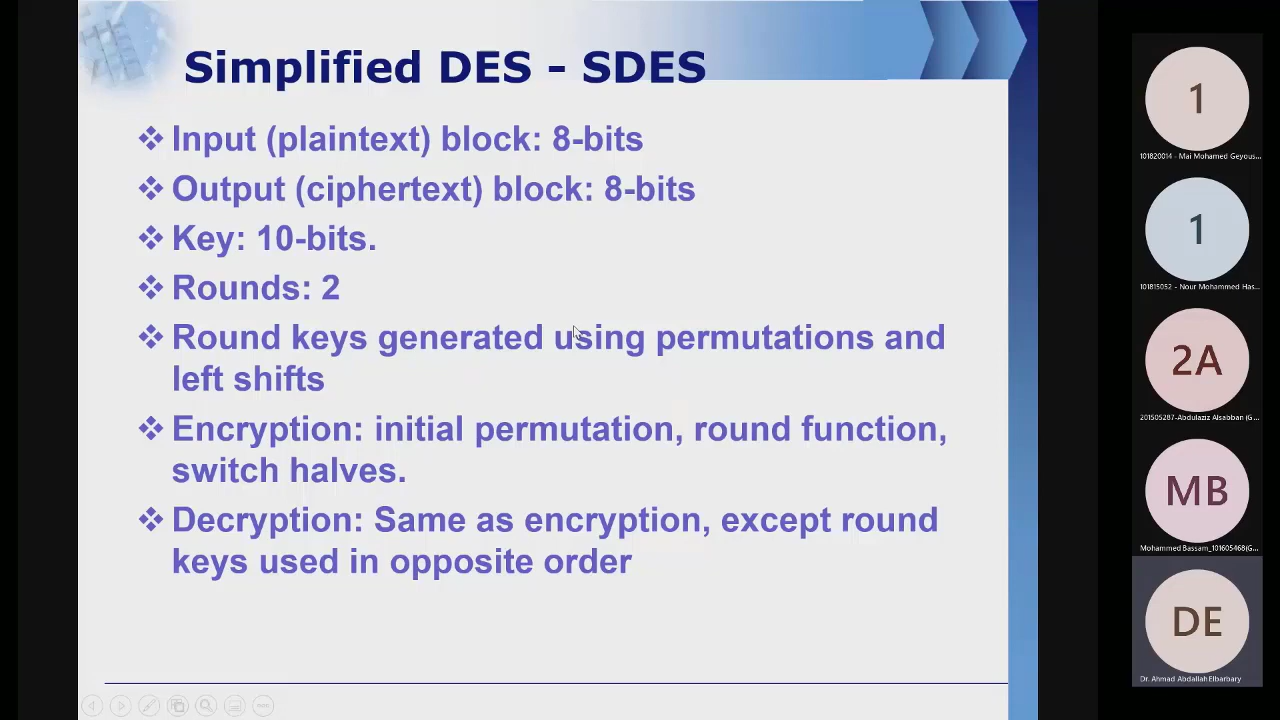 Simplified DES – SDES
❖ Input (plaintext) block: 8-bits
❖ Output (ciphertext) block: 8-bits
❖ Key: 10-bits.
❖ Rounds: 2
❖ Round keys generated using permutations and
left shifts
❖ Encryption: initial permutation, round function,
switch halves.
❖ Decryption: Same as encryption, except round
keys used in opposite order
1
101820014 - Mai Mohamed Geyous...
1
101815052 - Nour Mohammed Has...
2A
201505287-Abdulaziz Alsabban (G...
MB
Mohammed Bassam_101605468(G...
DE
Dr. Ahmad Abdallah Elbarbary